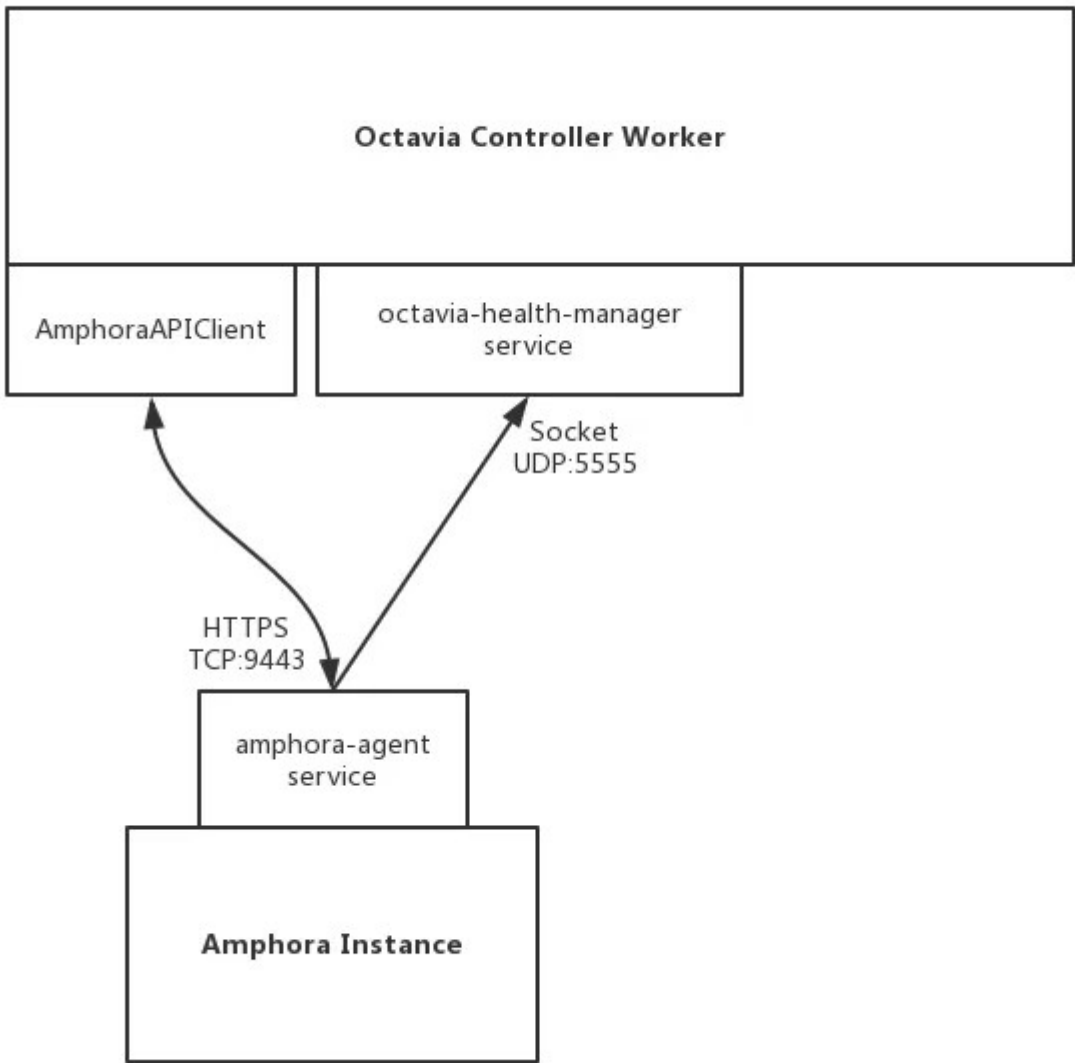 Octavia Controller Worker
AmphoraAPIClient
octavia-health-manager
service
Socket
UDP:5555
HTTPS
TCP:9443
amphora-agent
service
Amphora Instance